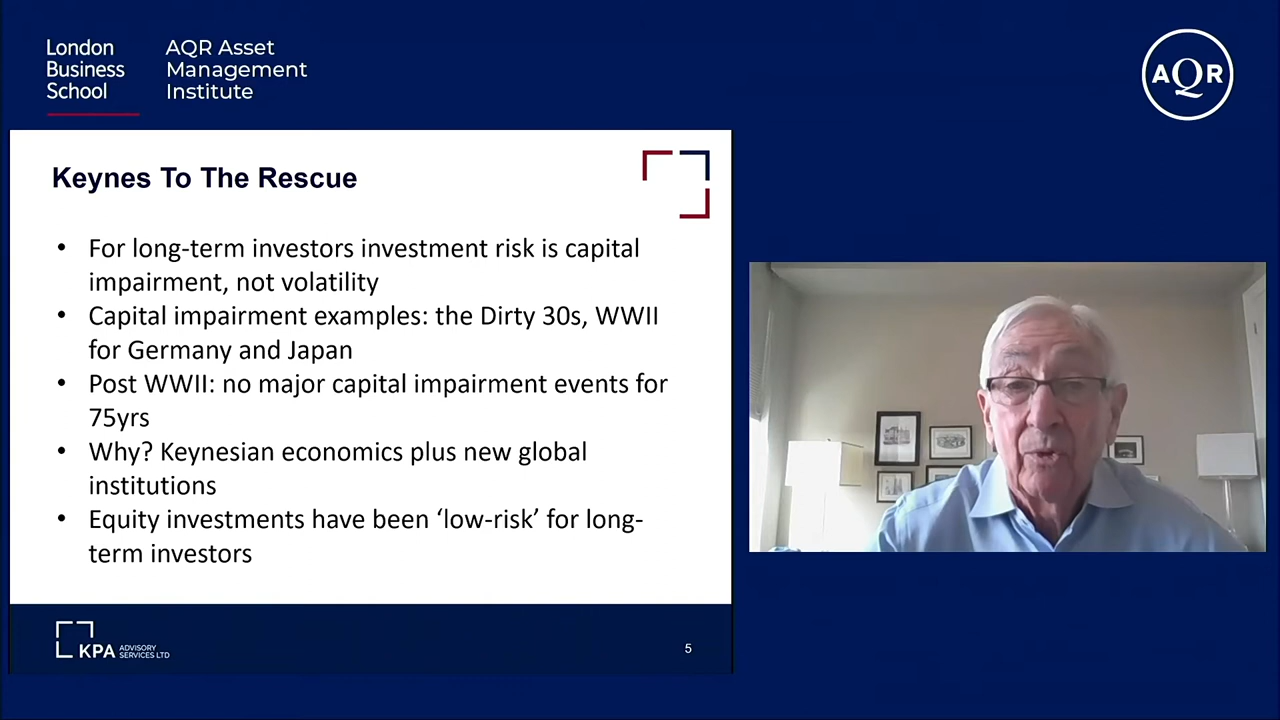 London
Business
School
AQR Asset
Management
Institute
AQR
Keynes To The Rescue
• For long-term investors investment risk is capital
impairment, not volatility
• Capital impairment examples: the Dirty 30s, WWII
for Germany and Japan
• Post WWII: no major capital impairment events for
75yrs
• Why? Keynesian economics plus new global
institutions
• Equity investments have been ‘low-risk’ for long-
term investors
KPA ADVISORY
SERVICES LTD
5